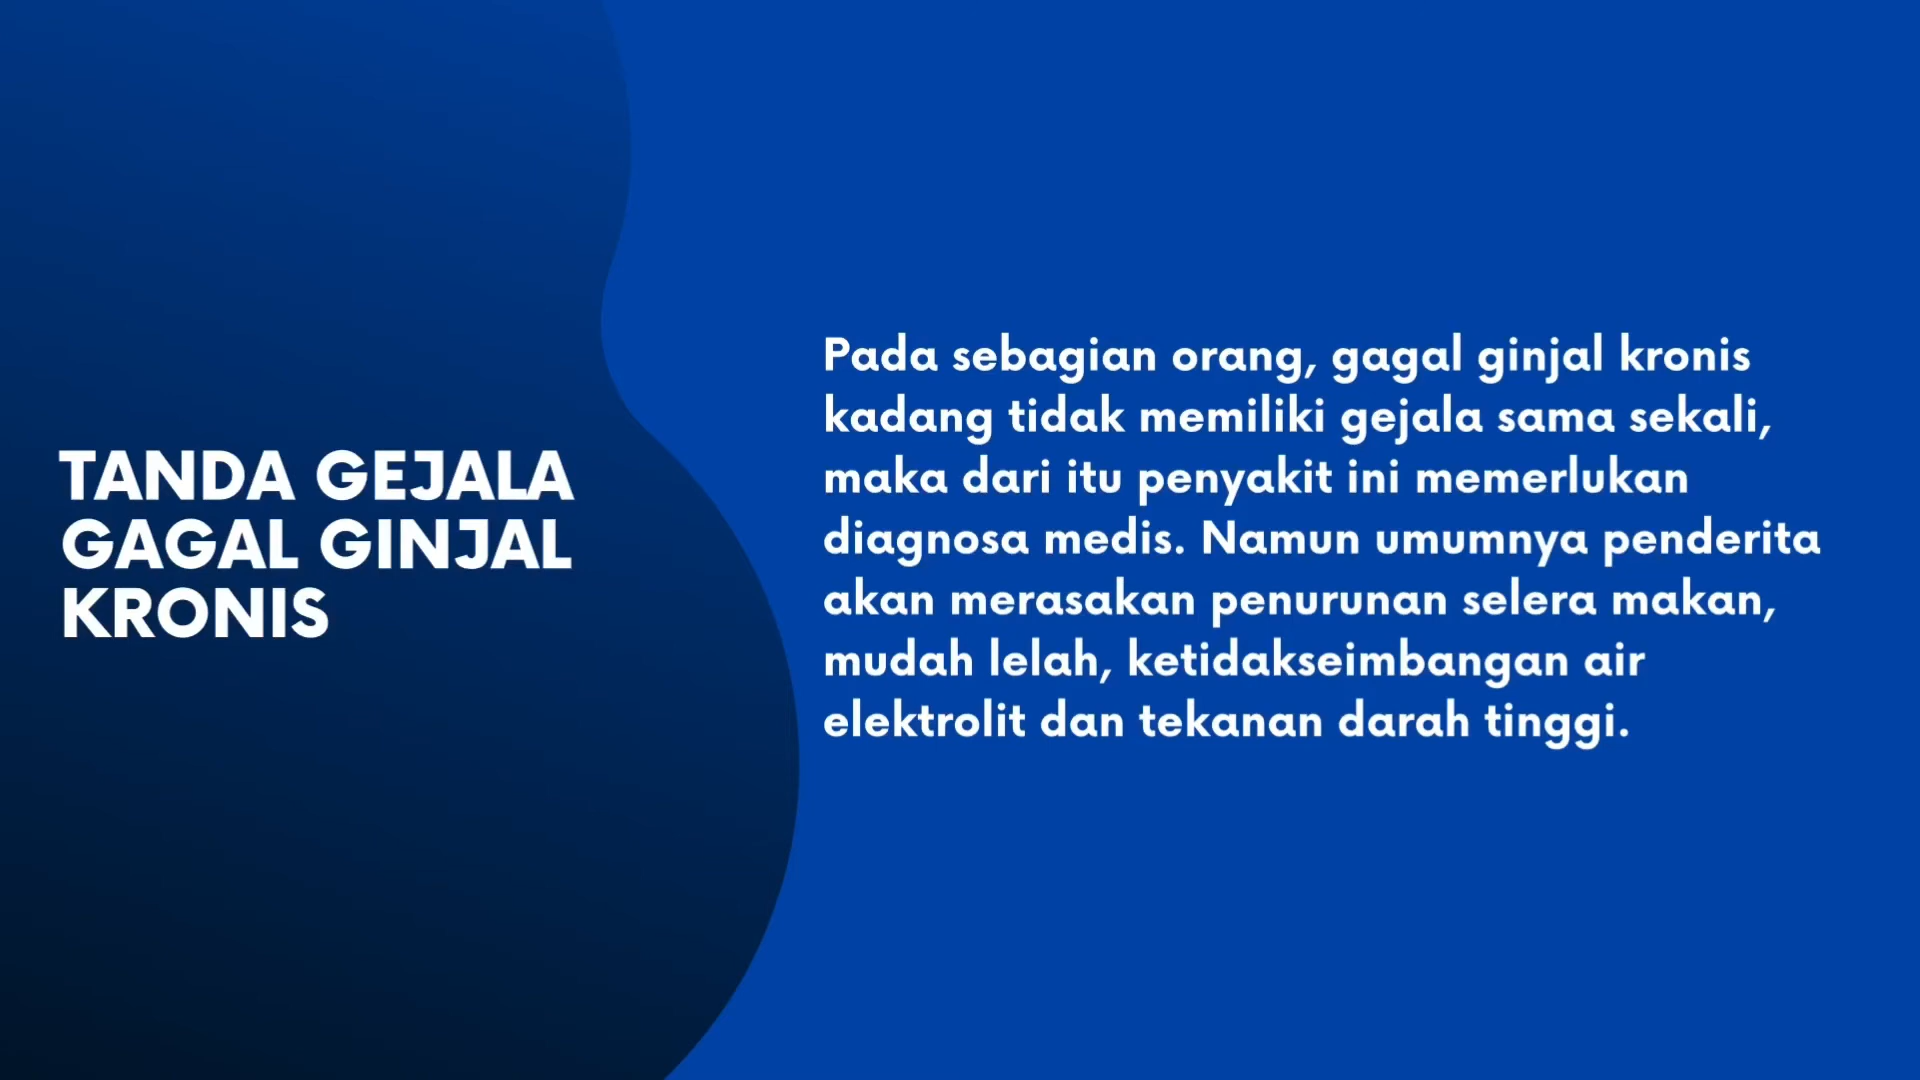 TANDA GEJALA
GAGAL GINJAL
KRONIS
Pada sebagian orang, gagal ginjal kronis
kadang tidak memiliki gejala sama sekali,
maka dari itu penyakit ini memerlukan
diagnosa medis. Namun umumnya penderita
akan merasakan penurunan selera makan,
mudah lelah, ketidakseimbangan air
elektrolit dan tekanan darah tinggi.